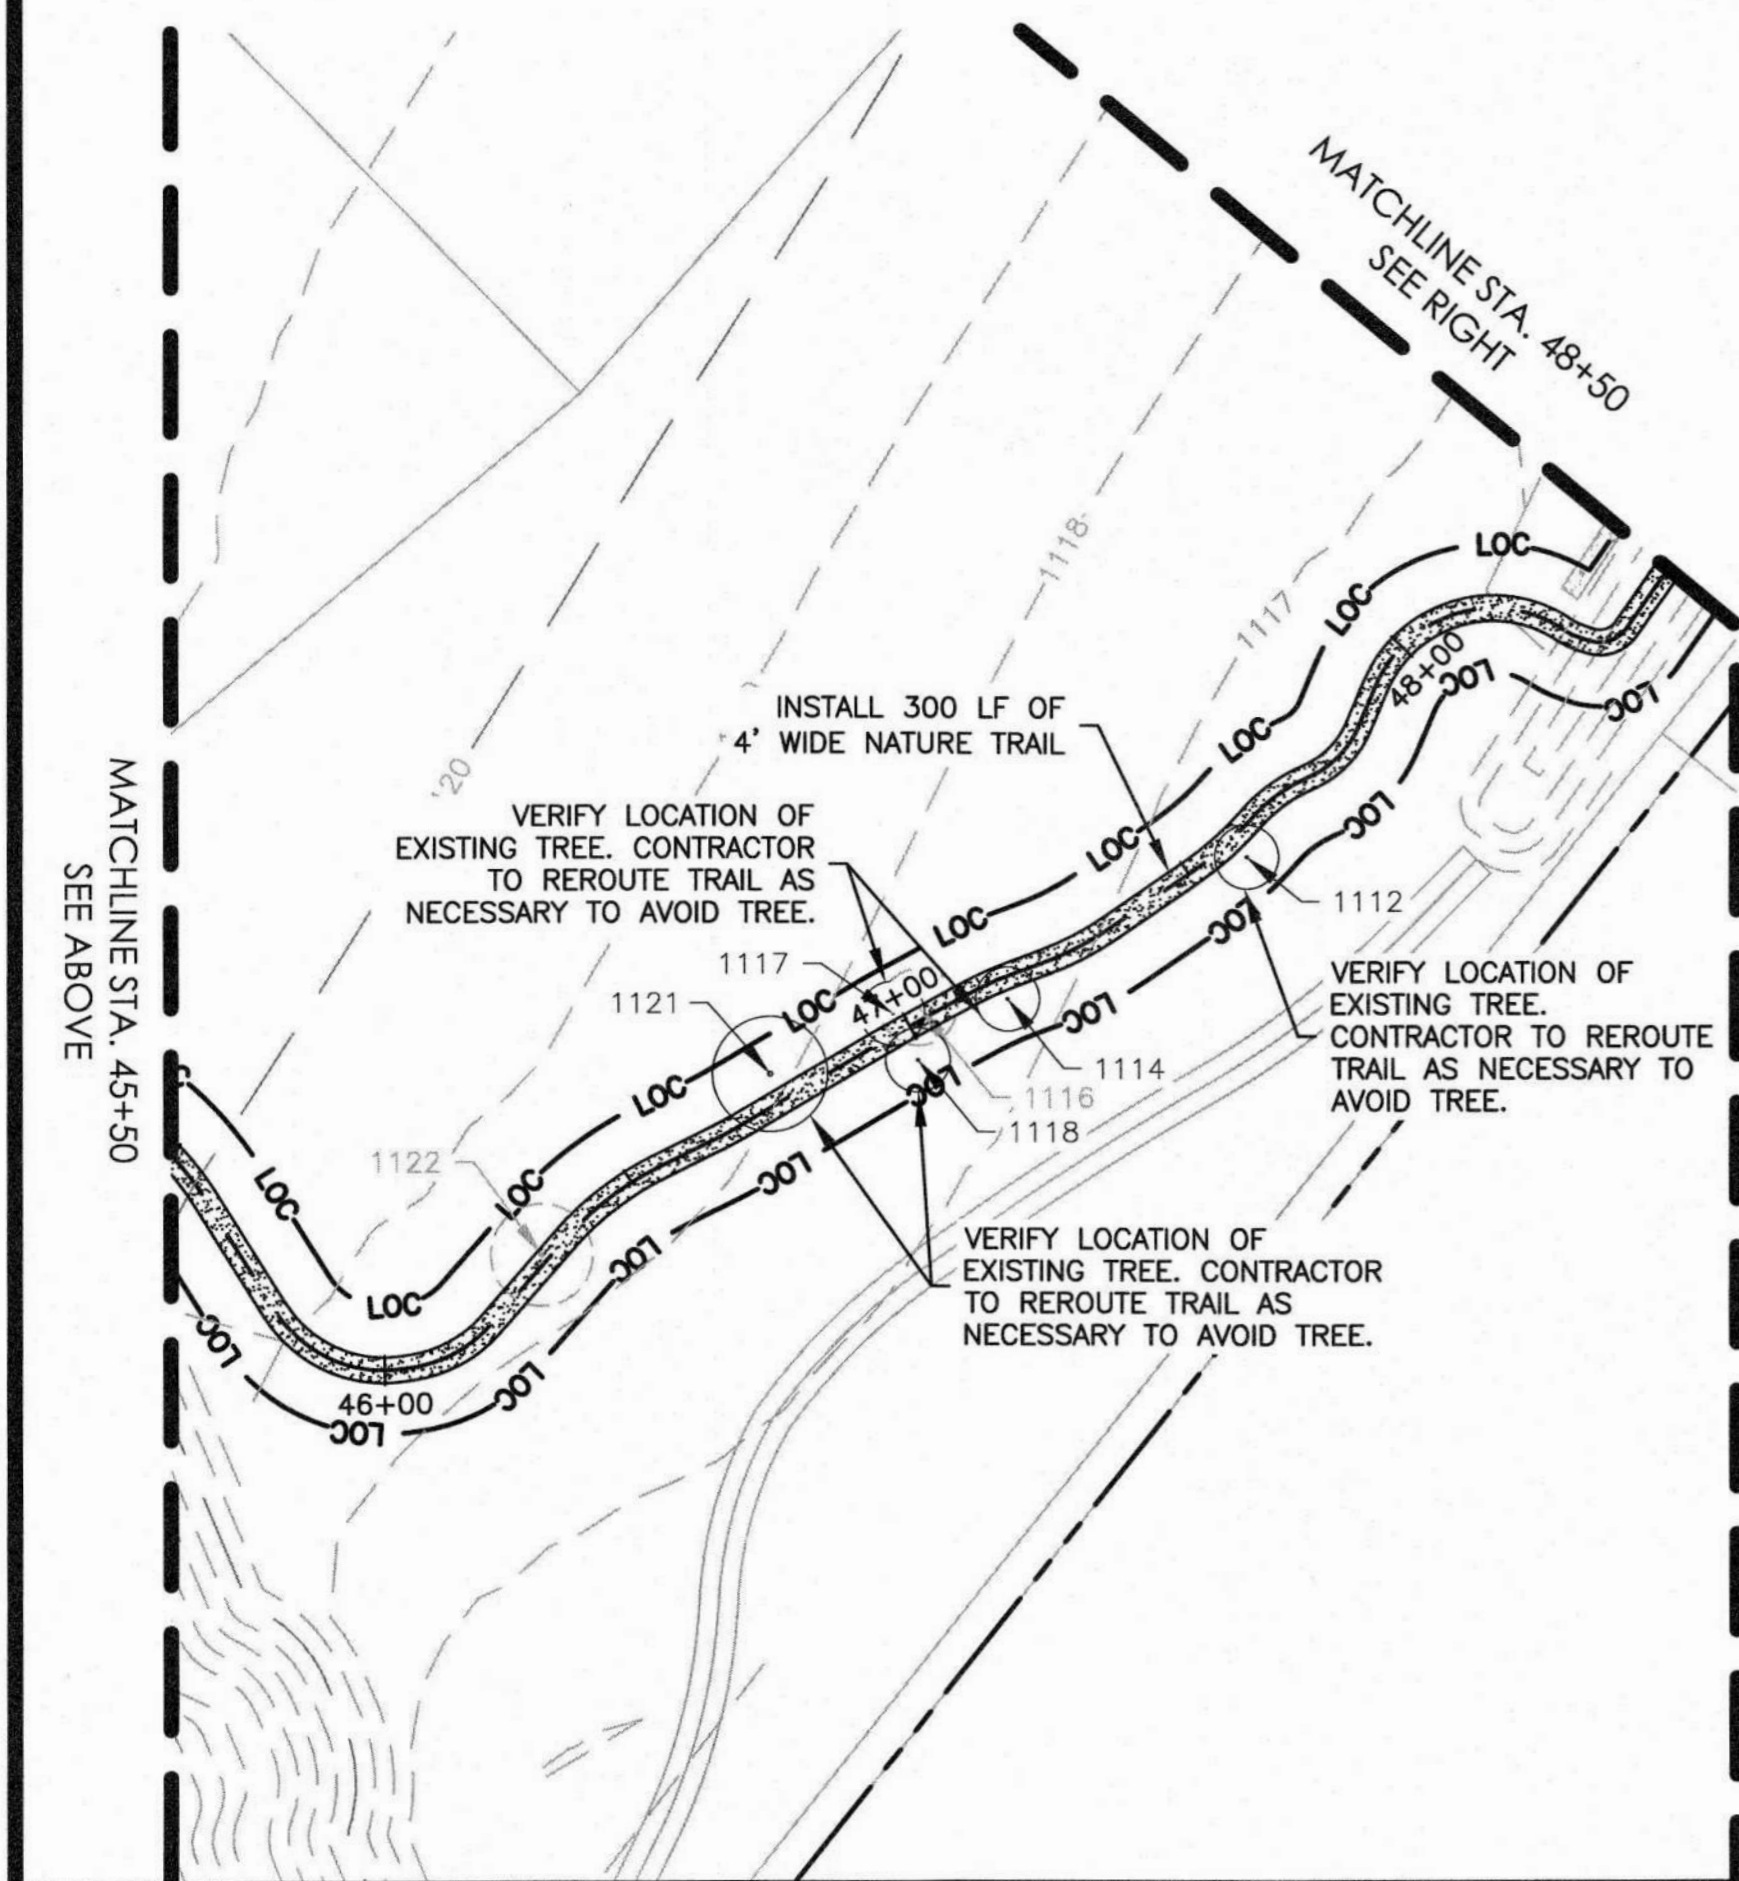 MATCHLINE STA. 48+50
SEE RIGHT
LOC
LOC
1118
1117
LOC
48+00
LOC
LOC
INSTALL 300 LF OF
4' WIDE NATURE TRAIL
LOC
'20
LOC
LOC
VERIFY LOCATION OF
EXISTING TREE. CONTRACTOR
TO REROUTE TRAIL AS
NECESSARY TO AVOID TREE.
1112
LOC
LOC
MATCHLINE STA. 45+50
SEE ABOVE
1117
1121
47+00
LOC
LOC
VERIFY LOCATION OF
EXISTING TREE.
CONTRACTOR TO REROUTE
TRAIL AS NECESSARY TO
AVOID TREE.
1114
1116
1118
LOC
LOC
LOC
1122
LOC
LOC
LOC
LOC
VERIFY LOCATION OF
EXISTING TREE. CONTRACTOR
TO REROUTE TRAIL AS
NECESSARY TO AVOID TREE.
LOC
LOC
46+00
LOC
LOC